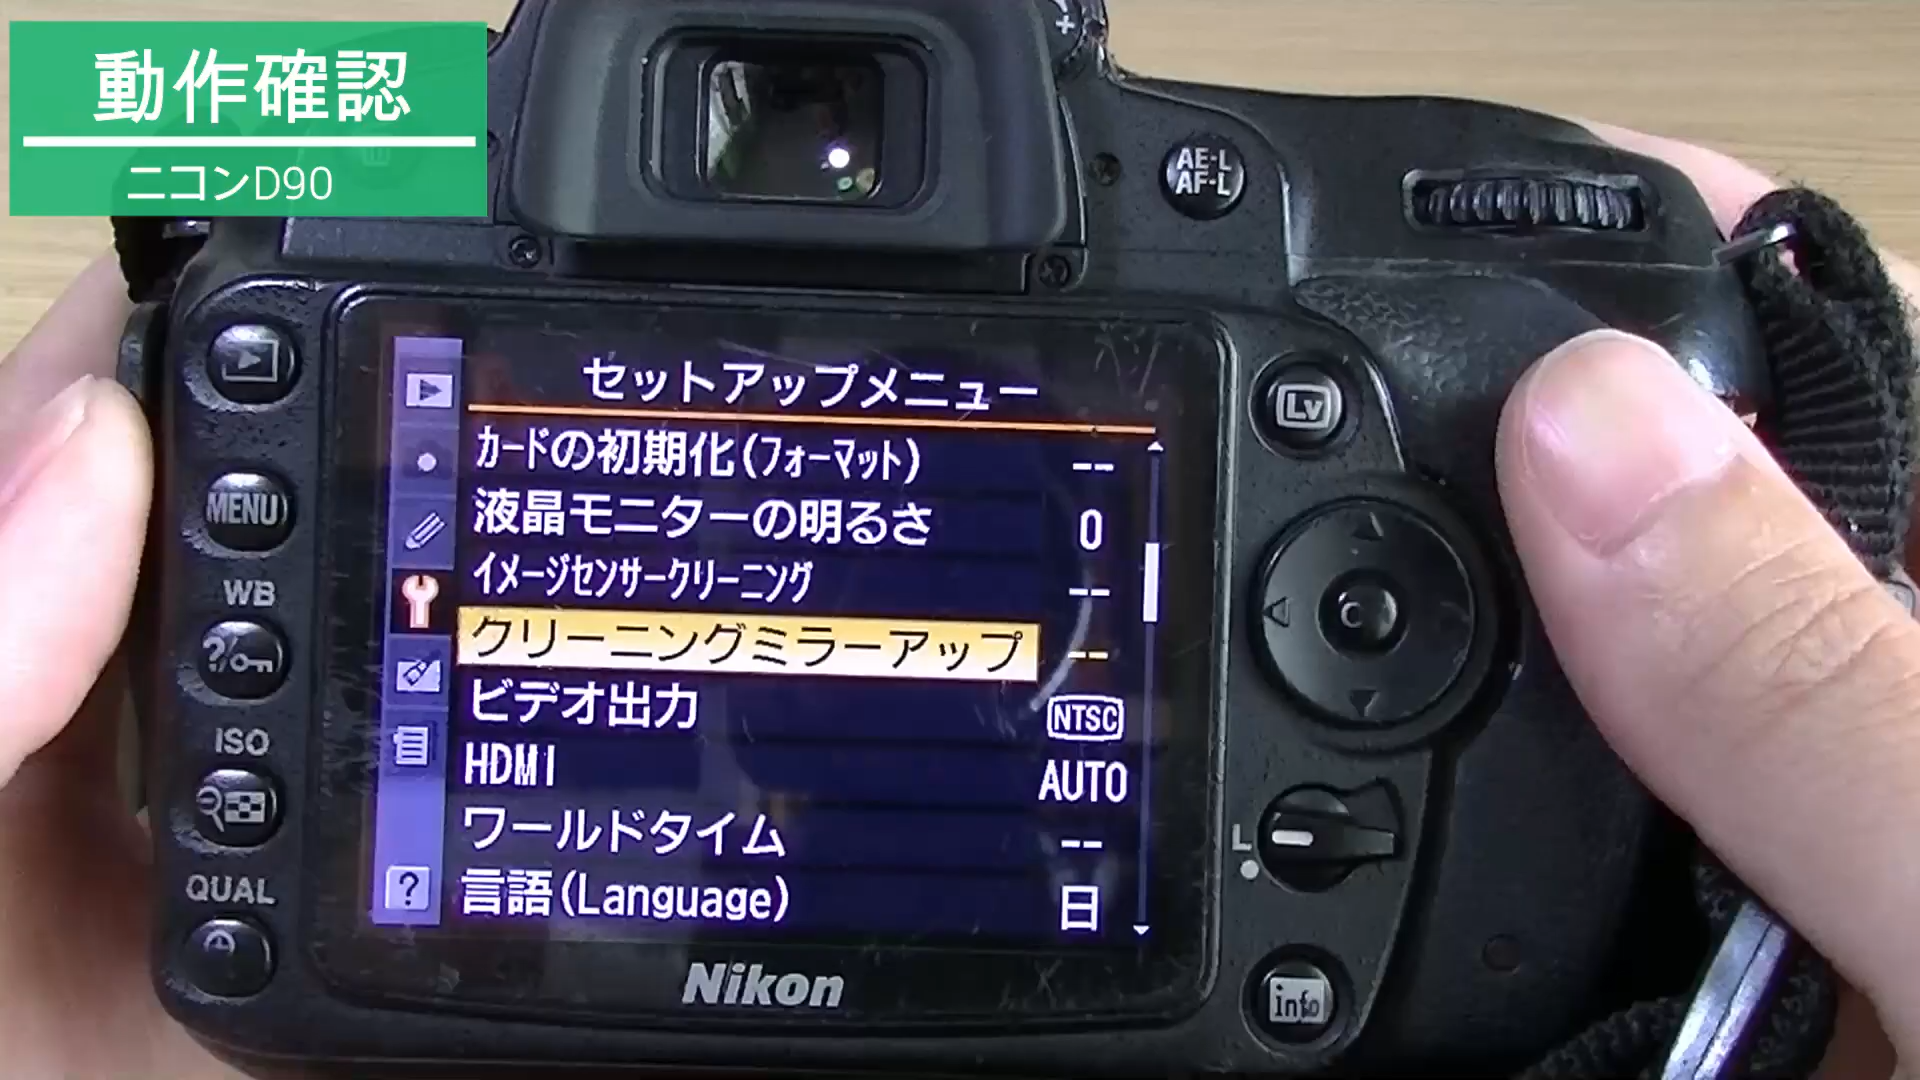 動作確認
ニコンD90
AE-L
AF-L
セットアップメニュー
カードの初期化(フォーマット) --
液晶モニターの明るさ 0
イメージセンサークリーニング --
クリーニングミラーアップ --
ビデオ出力 NTSC
HDMI AUTO
ワールドタイム --
言語(Language) 日
?
MENU
WB
?
ISO
QUAL
Lv
C
L
info
Nikon